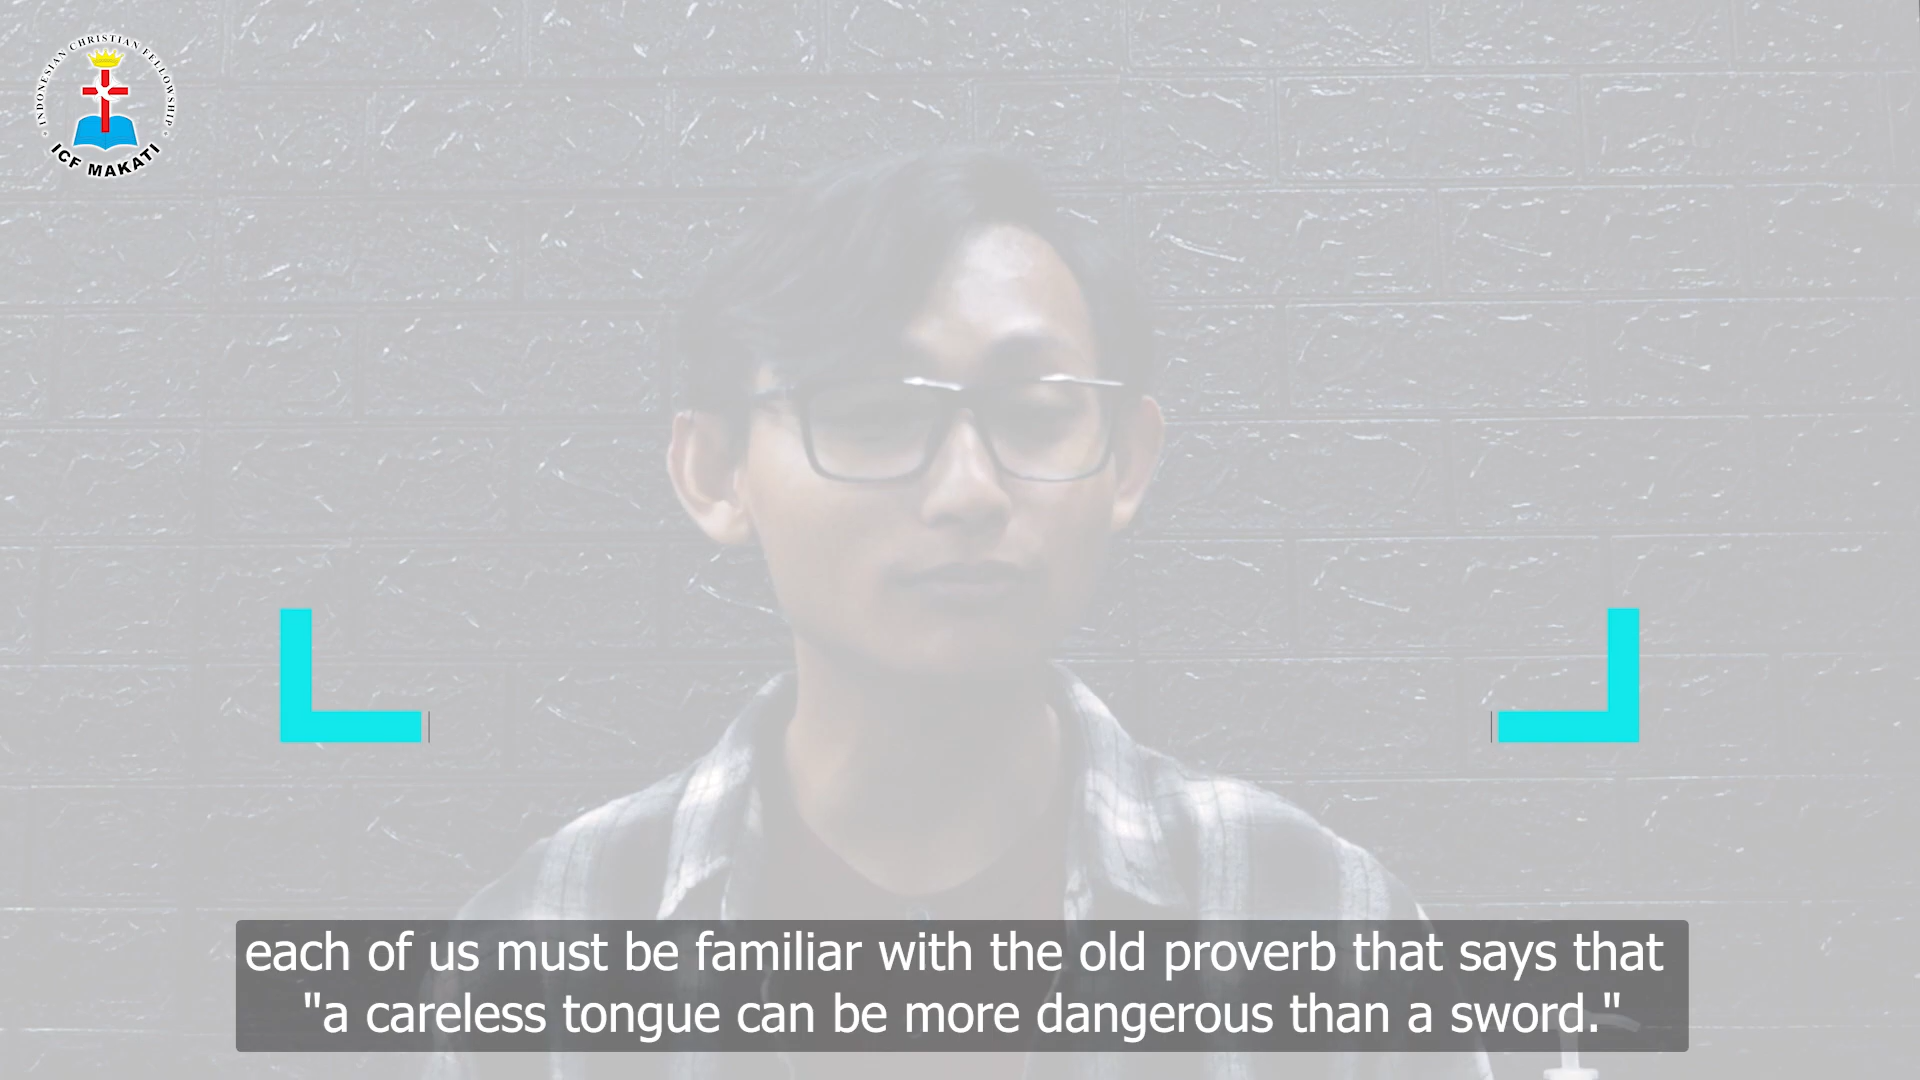 INDONESIAN CHRISTIAN FELLOWSHIP
ICF MAKATI
each of us must be familiar with the old proverb that says that
"a careless tongue can be more dangerous than a sword."